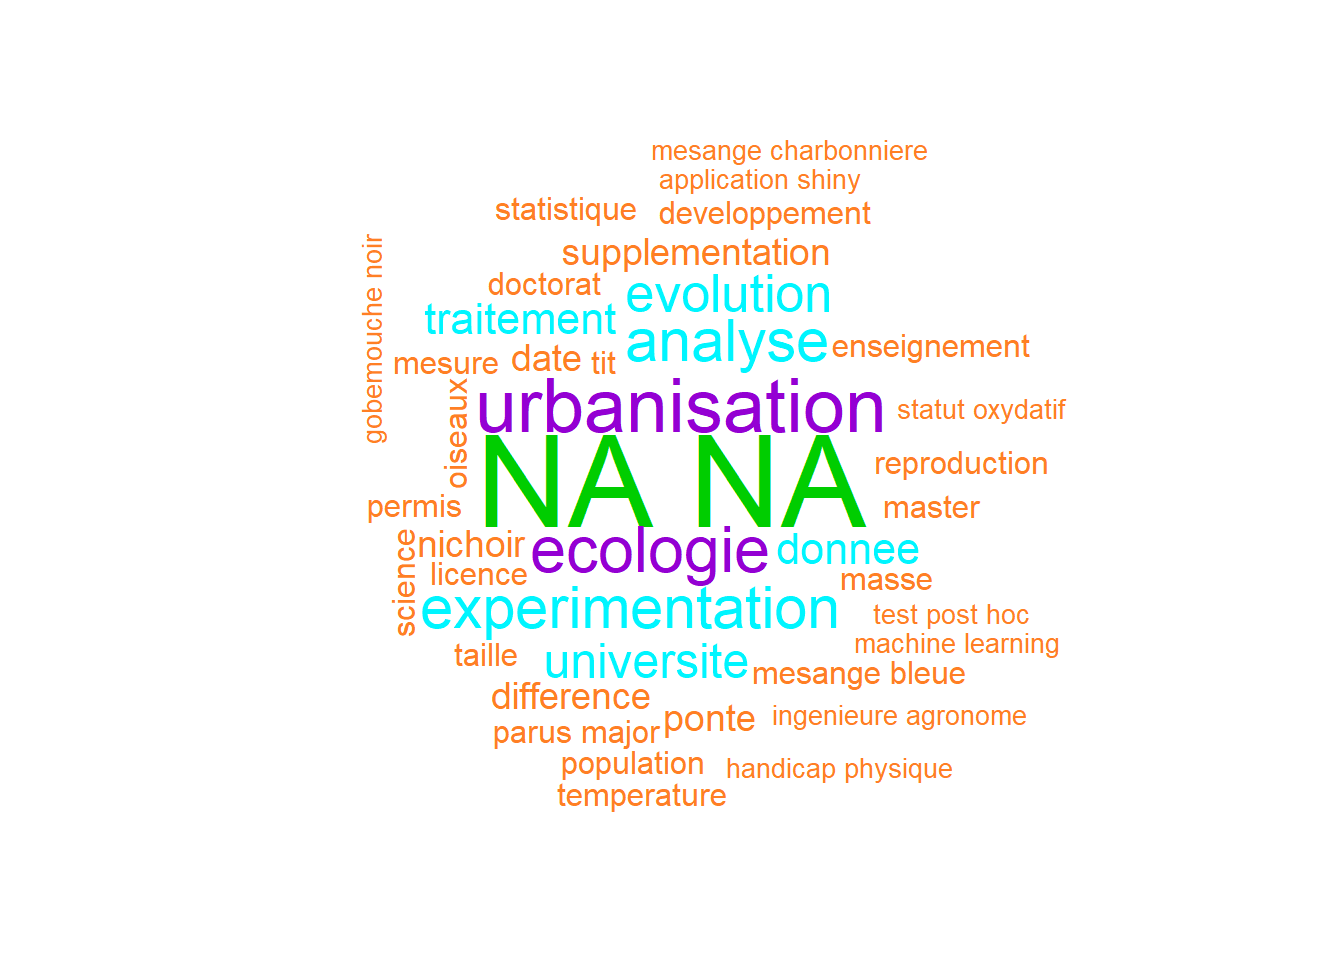 mesange charbonniere
application shiny
statistique
developpement
gobemouche noir
supplementation
doctorat
evolution
traitement
analyse
enseignement
mesure
date
tit
oiseaux
urbanisation
statut oxydatif
NA NA
reproduction
permis
master
science
nichoir
ecologie
donnee
licence
masse
experimentation
test post hoc
machine learning
taille
universite
mesange bleue
difference
ponte
ingenieure agronome
parus major
population
handicap physique
temperature